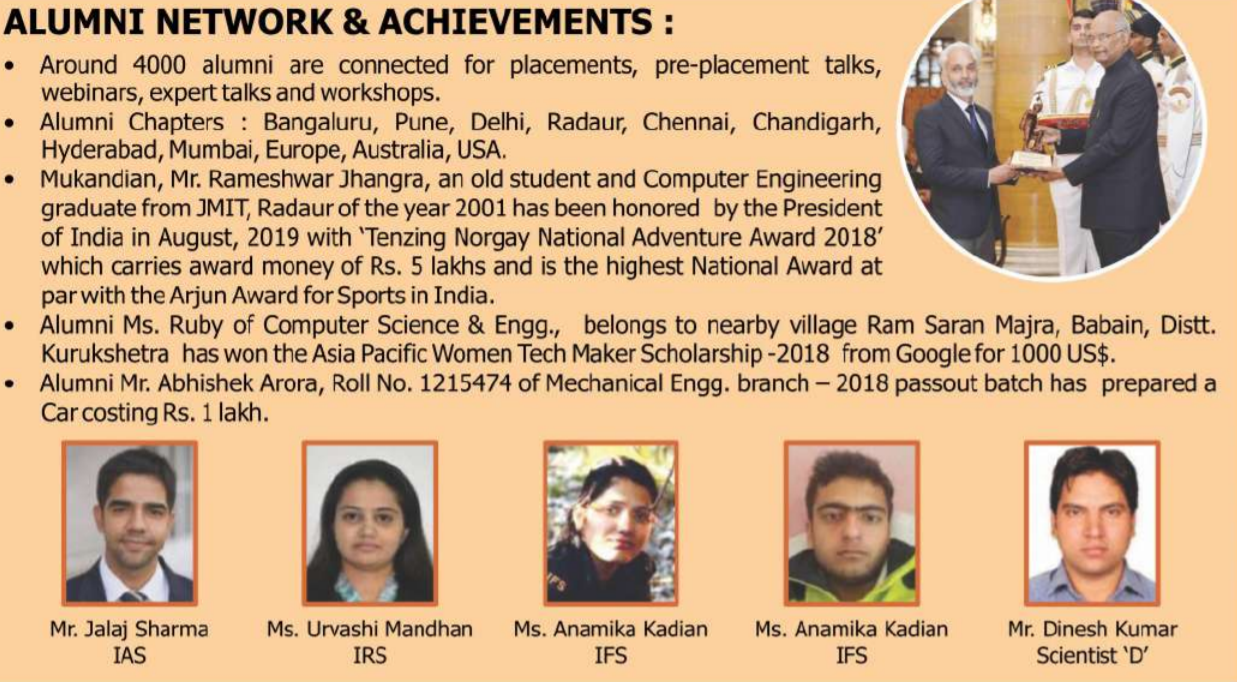 ALUMNI NETWORK & ACHIEVEMENTS :
• Around 4000 alumni are connected for placements, pre-placement talks,
webinars, expert talks and workshops.
• Alumni Chapters : Bangaluru, Pune, Delhi, Radaur, Chennai, Chandigarh,
Hyderabad, Mumbai, Europe, Australia, USA.
• Mukandian, Mr. Rameshwar Jhangra, an old student and Computer Engineering
graduate from JMIT, Radaur of the year 2001 has been honored by the President
of India in August, 2019 with ‘Tenzing Norgay National Adventure Award 2018’
which carries award money of Rs. 5 lakhs and is the highest National Award at
par with the Arjun Award for Sports in India.
• Alumni Ms. Ruby of Computer Science & Engg., belongs to nearby village Ram Saran Majra, Babain, Distt.
Kurukshetra has won the Asia Pacific Women Tech Maker Scholarship -2018 from Google for 1000 US$.
• Alumni Mr. Abhishek Arora, Roll No. 1215474 of Mechanical Engg. branch – 2018 passout batch has prepared a
Car costing Rs. 1 lakh.
IFS
Mr. Jalaj Sharma
IAS
Ms. Urvashi Mandhan
IRS
Ms. Anamika Kadian
IFS
Ms. Anamika Kadian
IFS
Mr. Dinesh Kumar
Scientist ‘D’